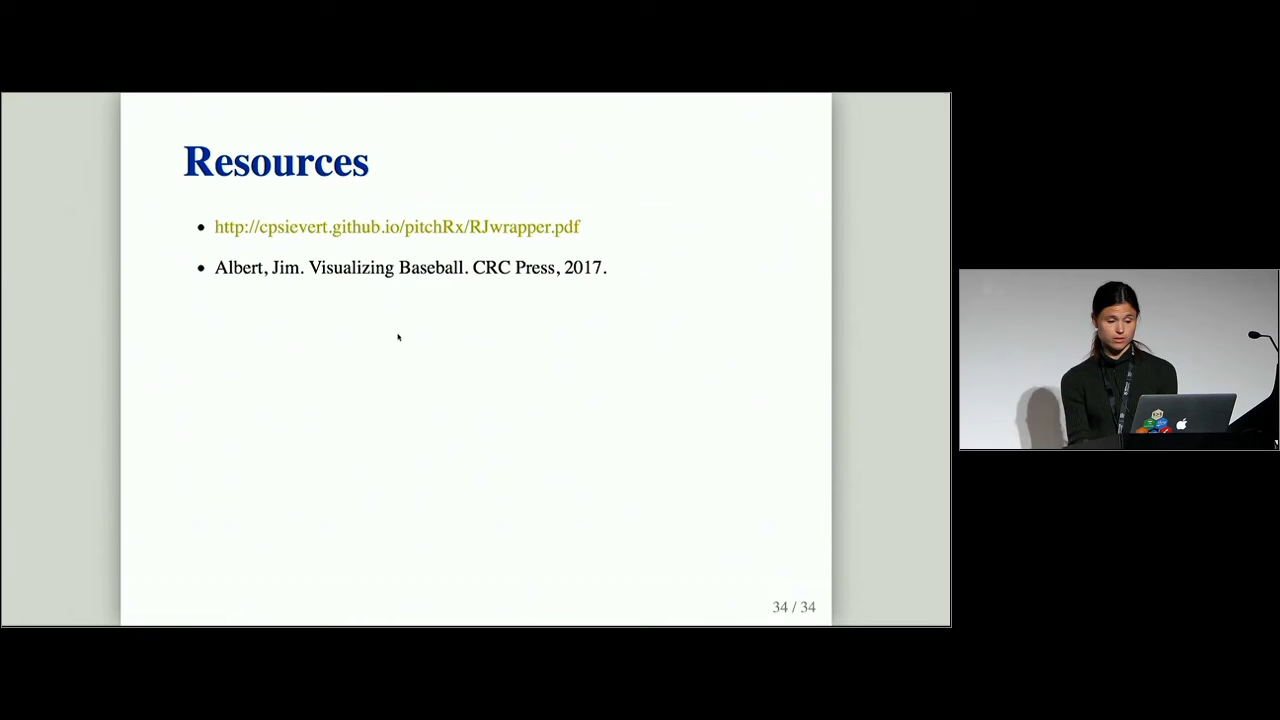 Resources
• http://cpsievert.github.io/pitchRx/RJwrapper.pdf
• Albert, Jim. Visualizing Baseball. CRC Press, 2017.
34 / 34